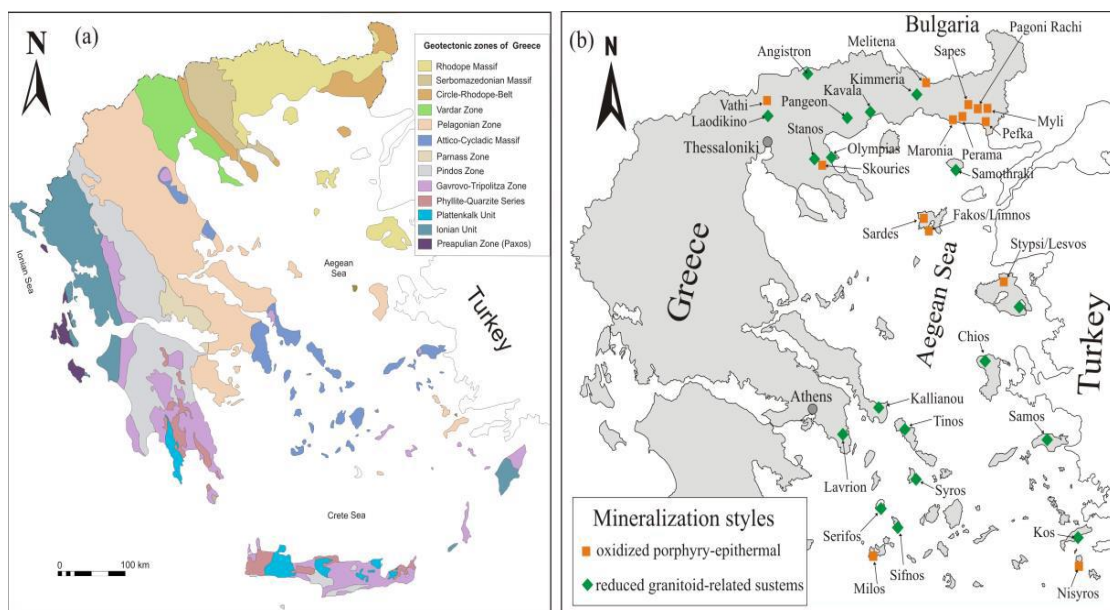 (a)
N
Geotectonic zones of Greece
Rhodope Massif
Serbomazedonian Massif
Circle-Rhodope-Belt
Vardar Zone
Pelagonian Zone
Attico-Cycladic Massif
Parnass Zone
Pindos Zone
Gavrovo-Tripolitza Zone
Phyllite-Quarzite Series
Plattenkalk Unit
Ionian Unit
Preapulian Zone (Paxos)
Ionian Sea
Aegean
Sea
Turkey
Crete Sea
0 100 km
(b)
N
Bulgaria
Pagoni Rachi
Melitena
Sapes
Angistron
Kimmeria
Kavala
Vathi
Pangeon
Laodikino
Myli
Stanos
Pefka
Thessaloniki
Olympias
Maronia
Perama
Skouries
Samothraki
Fakos/Limnos
Sardes
Stypsi/Lesvos
Greece
Aegean Sea
Turkey
Chios
Athens
Kallianou
Tinos
Samos
Lavrion
Syros
Mineralization styles
oxidized porphyry-epithermal
reduced granitoid-related sustems
Serifos
Sifnos
Milos
Kos
Nisyros